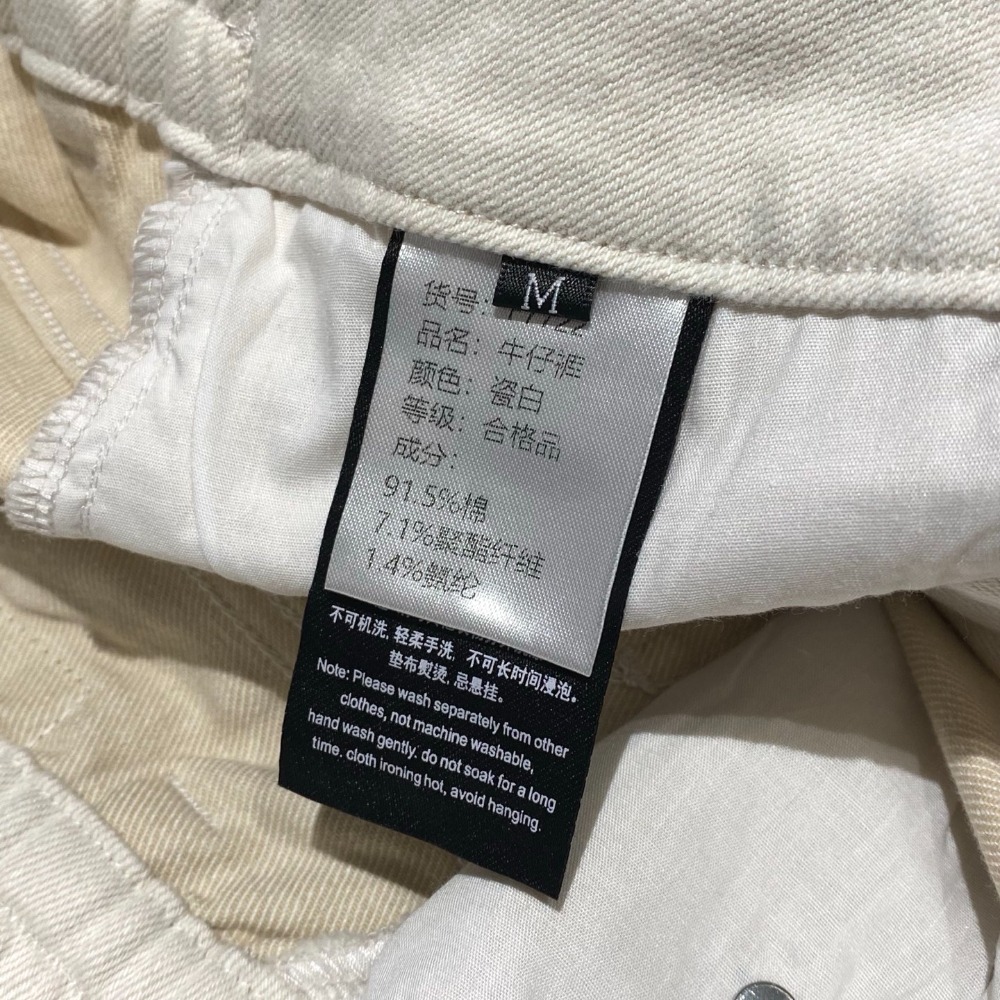 M
货号:
品名: 牛仔裤
颜色: 瓷白
等级: 合格品
成分:
91.5%棉
7.1%聚酯纤维
1.4%氨纶
不可机洗, 轻柔手洗, 不可长时间浸泡。
垫布熨烫, 忌悬挂。
Note: Please wash separately from other
clothes, not machine washable,
hand wash gently. do not soak for a long
time. cloth ironing hot, avoid hanging.